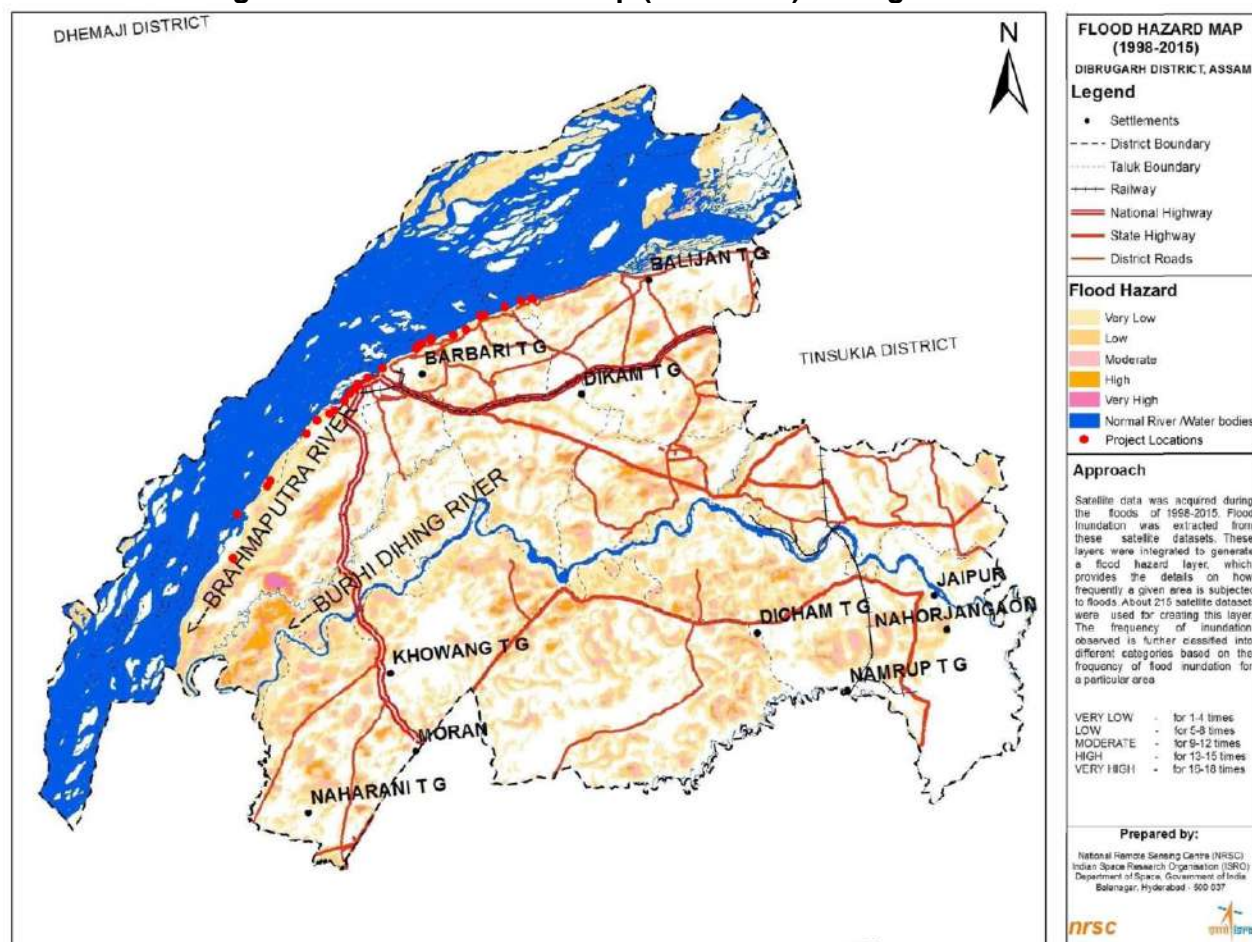 DHEMAJI DISTRICT
N
BALIJAN T G
TINSUKIA DISTRICT
BARBARI T G
DIKAM T G
BRAHMAPUTRA RIVER
BURHI DIHING RIVER
JAIPUR
DICHAM T G
NAHORJANGAON
KHOWANG T G
NAMRUP T G
MORAN
NAHARANI T G
FLOOD HAZARD MAP
(1998-2015)
DIBRUGARH DISTRICT, ASSAM
Legend
Settlements
District Boundary
Taluk Boundary
Railway
National Highway
State Highway
District Roads
Flood Hazard
Very Low
Low
Moderate
High
Very High
Normal River /Water bodies
Project Locations
Approach
Satellite data was acquired during
the floods of 1998-2015. Flood
Inundation was extracted from
these satellite datasets. These
layers were integrated to generate
a flood hazard layer, which
provides the details on how
frequently a given area is subjected
to floods. About 215 satellite dataset
were used for creating this layer.
The frequency of inundation
observed is further classified into
different categories based on the
frequency of flood inundation for
a particular area
VERY LOW - for 1-4 times
LOW - for 5-8 times
MODERATE - for 9-12 times
HIGH - for 13-15 times
VERY HIGH - for 16-18 times
Prepared by:
National Remote Sensing Centre (NRSC)
Indian Space Research Organisation (ISRO)
Department of Space, Government of India
Balanagar, Hyderabad - 500 037
nrsc
isro